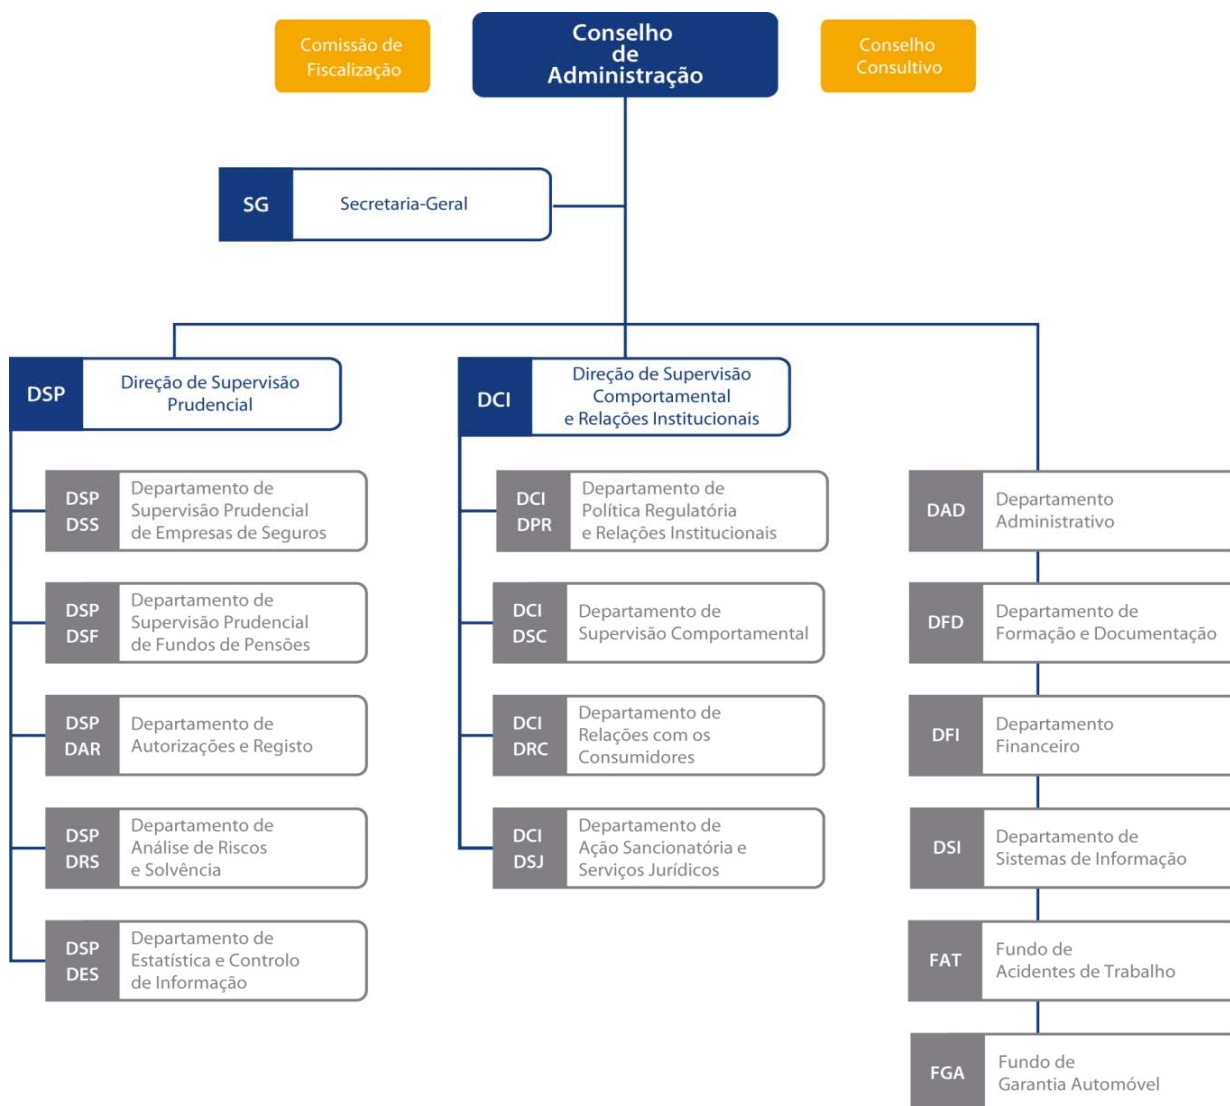 Comissão de
Fiscalização
Conselho
de
Administração
Conselho
Consultivo
SG
Secretaria-Geral
DSP
Direção de Supervisão
Prudencial
DCI
Direção de Supervisão
Comportamental
e Relações Institucionais
DSP
DSS
Departamento de
Supervisão Prudencial
de Empresas de Seguros
DSP
DSF
Departamento de
Supervisão Prudencial
de Fundos de Pensões
DSP
DAR
Departamento de
Autorizações e Registo
DSP
DRS
Departamento de
Análise de Riscos
e Solvência
DSP
DES
Departamento de
Estatística e Controlo
de Informação
DCI
DPR
Departamento de
Política Regulatória
e Relações Institucionais
DCI
DSC
Departamento de
Supervisão Comportamental
DCI
DRC
Departamento de
Relações com os
Consumidores
DCI
DSJ
Departamento de
Ação Sancionatória e
Serviços Jurídicos
DAD
Departamento
Administrativo
DFD
Departamento de
Formação e Documentação
DFI
Departamento
Financeiro
DSI
Departamento de
Sistemas de Informação
FAT
Fundo de
Acidentes de Trabalho
FGA
Fundo de
Garantia Automóvel